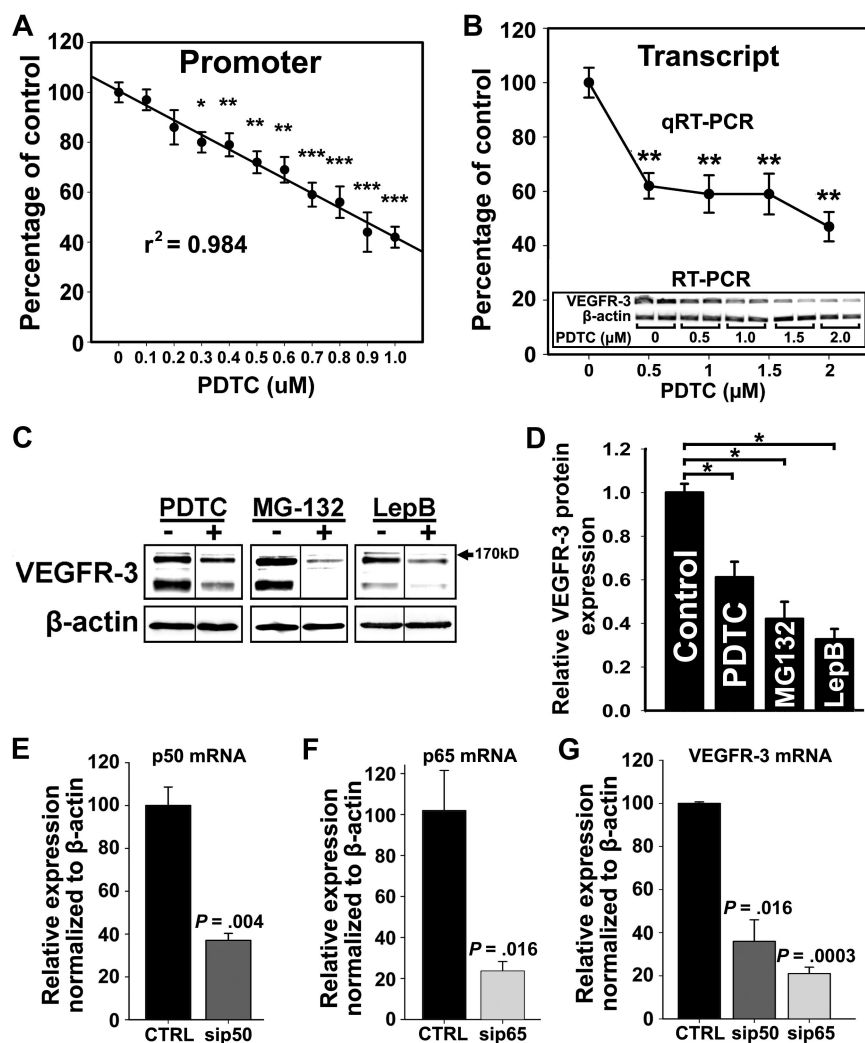 A
Promoter
Percentage of control
120
100
80
60
40
20
0
* ** ** ** *** *** *** ***
r² = 0.984
0 0.1 0.2 0.3 0.4 0.5 0.6 0.7 0.8 0.9 1.0
PDTC (uM)
B
Transcript
Percentage of control
120
100
80
60
40
20
0
qRT-PCR
** ** ** **
RT-PCR
VEGFR-3
β-actin
PDTC (µM) 0 0.5 1.0 1.5 2.0
0 0.5 1 1.5 2
PDTC (µM)
C
PDTC MG-132 LepB
- + - + - +
170kD
VEGFR-3
β-actin
D
Relative VEGFR-3 protein
expression
1.2
1.0
0.8
0.6
0.4
0.2
0.0
*
*
*
Control
PDTC
MG132
LepB
E
p50 mRNA
Relative expression
normalized to β-actin
120
100
80
60
40
20
0
P = .004
CTRL sip50
F
p65 mRNA
Relative expression
normalized to β-actin
120
100
80
60
40
20
0
P = .016
CTRL sip65
G
VEGFR-3 mRNA
Relative expression
normalized to β-actin
120
100
80
60
40
20
0
P = .016
P = .0003
CTRL sip50 sip65